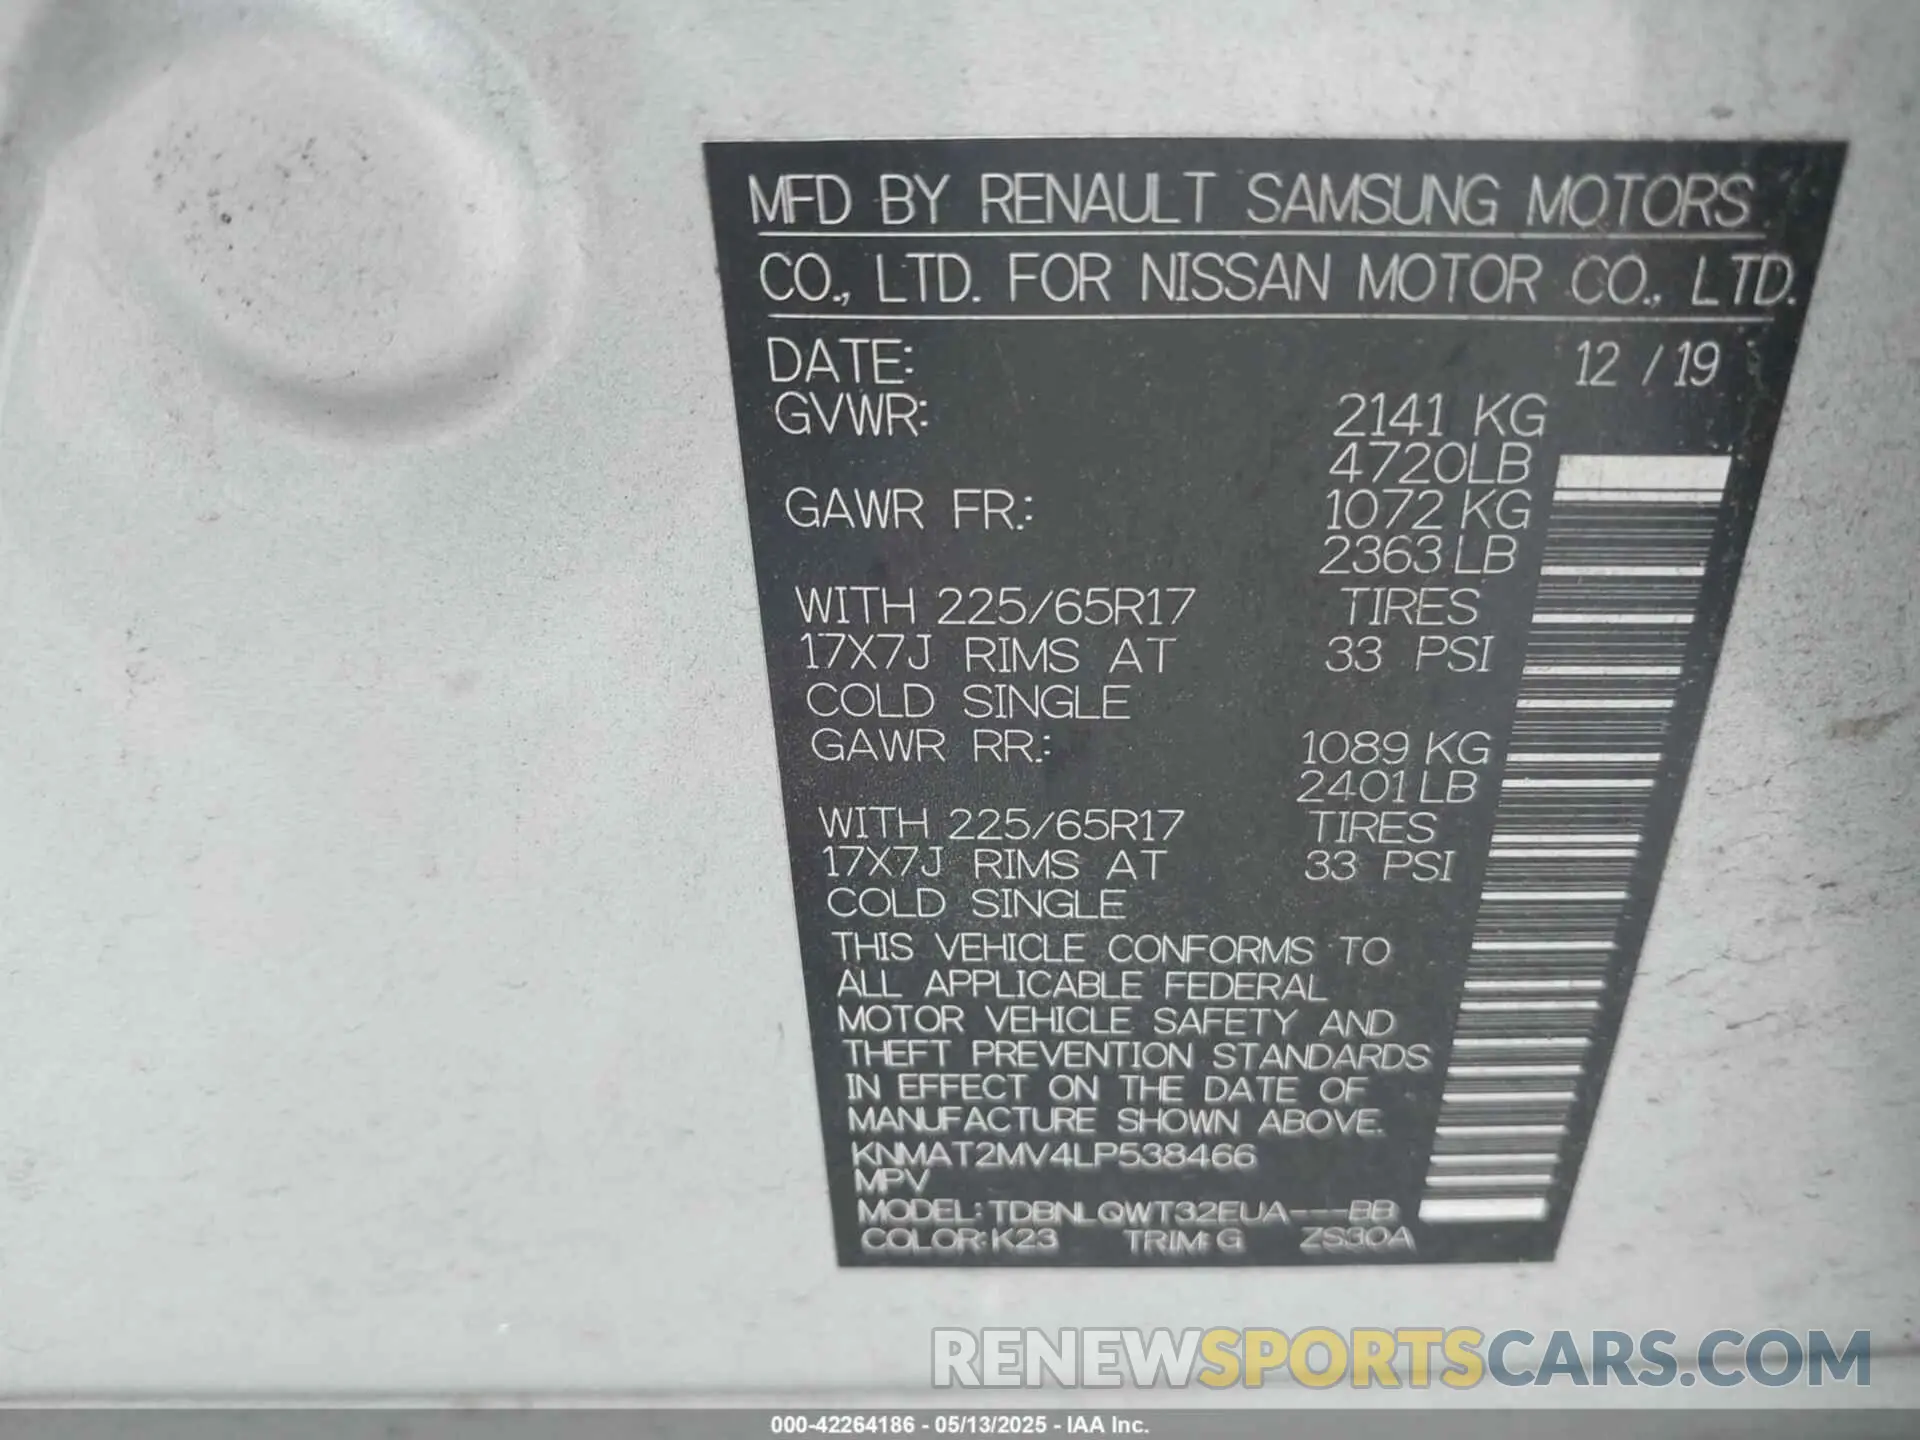 MFD BY RENAULT SAMSUNG MOTORS
CO., LTD. FOR NISSAN MOTOR CO., LTD.
DATE: 12 / 19
GVWR: 2141 KG
4720LB
GAWR FR.: 1072 KG
2363 LB
WITH 225/65R17 TIRES
17X7J RIMS AT 33 PSI
COLD SINGLE
GAWR RR.: 1089 KG
2401 LB
WITH 225/65R17 TIRES
17X7J RIMS AT 33 PSI
COLD SINGLE
THIS VEHICLE CONFORMS TO
ALL APPLICABLE FEDERAL
MOTOR VEHICLE SAFETY AND
THEFT PREVENTION STANDARDS
IN EFFECT ON THE DATE OF
MANUFACTURE SHOWN ABOVE.
KNMAT2MV4LP538466
MPV
MODEL: TDBNLQWT32EUA---BB
COLOR: K23 TRIM: G ZS30A
RENEWSPORTSCARS.COM
000-42264186 - 05/13/2025 - IAA Inc.